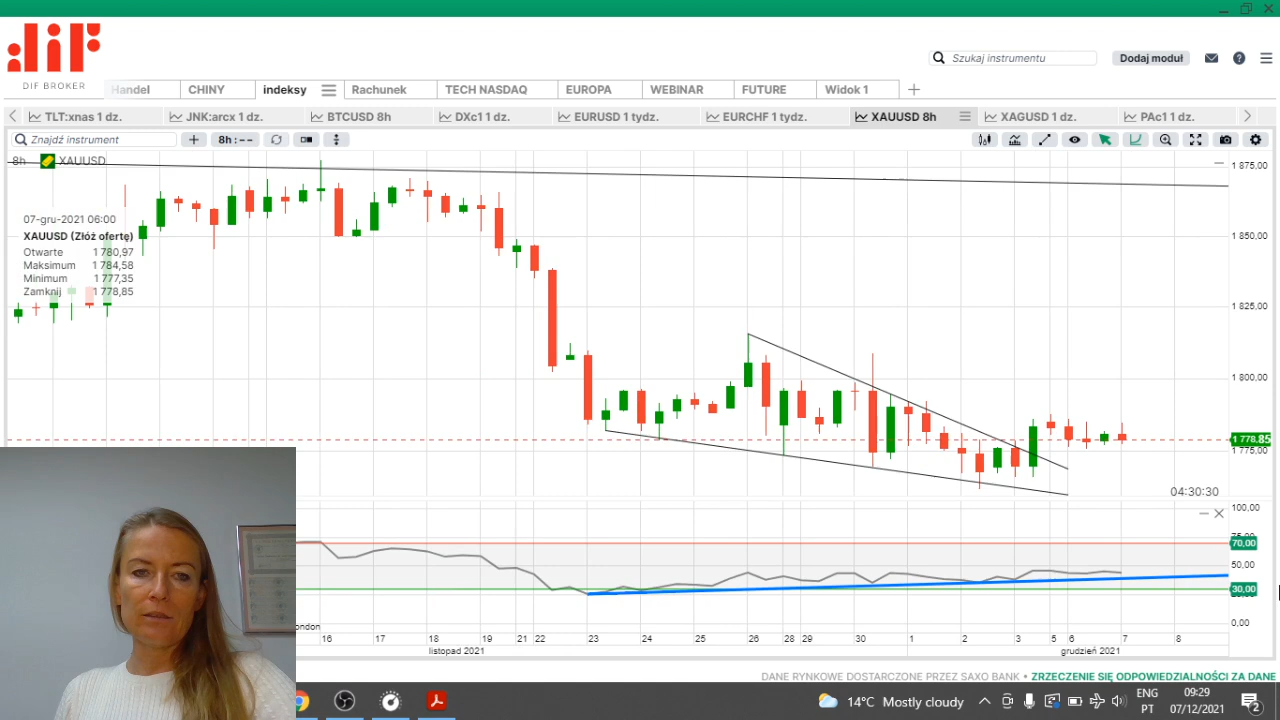 dif
DIF BROKER
Szukaj instrumentu
Dodaj moduł
Handel
CHINY
indeksy
Rachunek
TECH NASDAQ
EUROPA
WEBINAR
FUTURE
Widok 1
TLT:xnas 1 dz.
JNK:arcx 1 dz.
BTCUSD 8h
DXc1 1 dz.
EURUSD 1 tydz.
EURCHF 1 tydz.
XAUUSD 8h
XAGUSD 1 dz.
PAc1 1 dz.
Znajdź instrument
8h : --
8h
XAUUSD
1 875,00
07-gru-2021 06:00
XAUUSD (Złóż ofertę)
1 850,00
Otwarte 1 780,97
Maksimum 1 784,58
Minimum 1 777,35
Zamknij 1 778,85
1 825,00
1 800,00
1 778,85
1 775,00
04:30:30
100,00
70,00
50,00
30,00
0,00
ondon
16 17 18 19 21 22 23 24 25 26 28 29 30 1 2 3 5 6 7 8
listopad 2021
grudzień 2021
DANE RYNKOWE DOSTARCZONE PRZEZ SAXO BANK • ZRZECZENIE SIĘ ODPOWIEDZIALNOŚCI ZA DANE
14°C Mostly cloudy
ENG
PT
09:29
07/12/2021
2